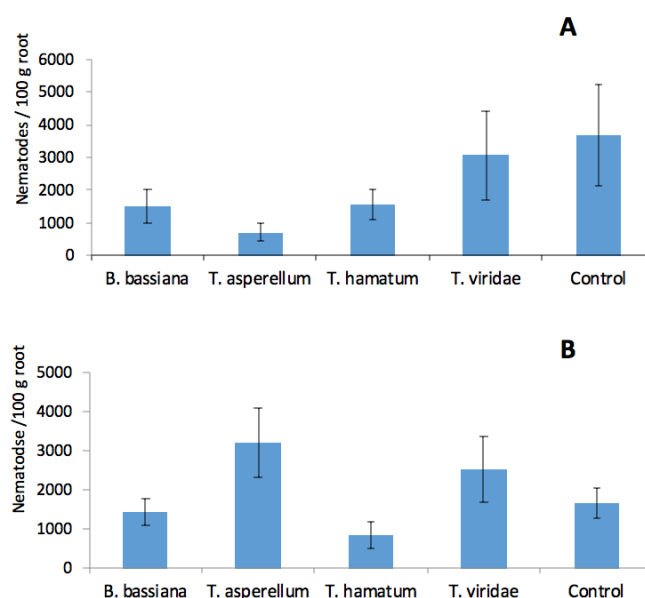 A
Nematodes / 100 g root
6000
5000
4000
3000
2000
1000
0
B. bassiana T. asperellum T. hamatum T. viridae Control
B
Nematodse /100 g root
5000
4000
3000
2000
1000
0
B. bassiana T. asperellum T. hamatum T. viridae Control